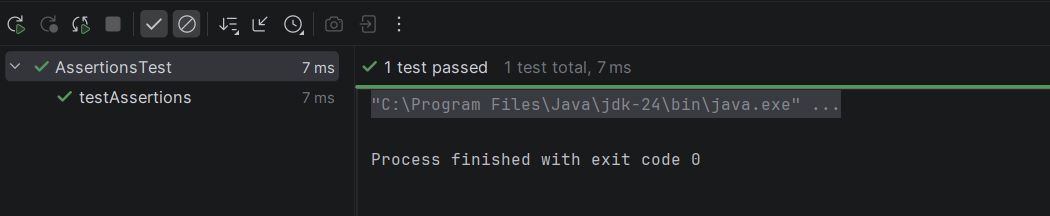 AssertionsTest 7 ms
testAssertions 7 ms
1 test passed 1 test total, 7 ms
"C:\Program Files\Java\jdk-24\bin\java.exe" ...
Process finished with exit code 0